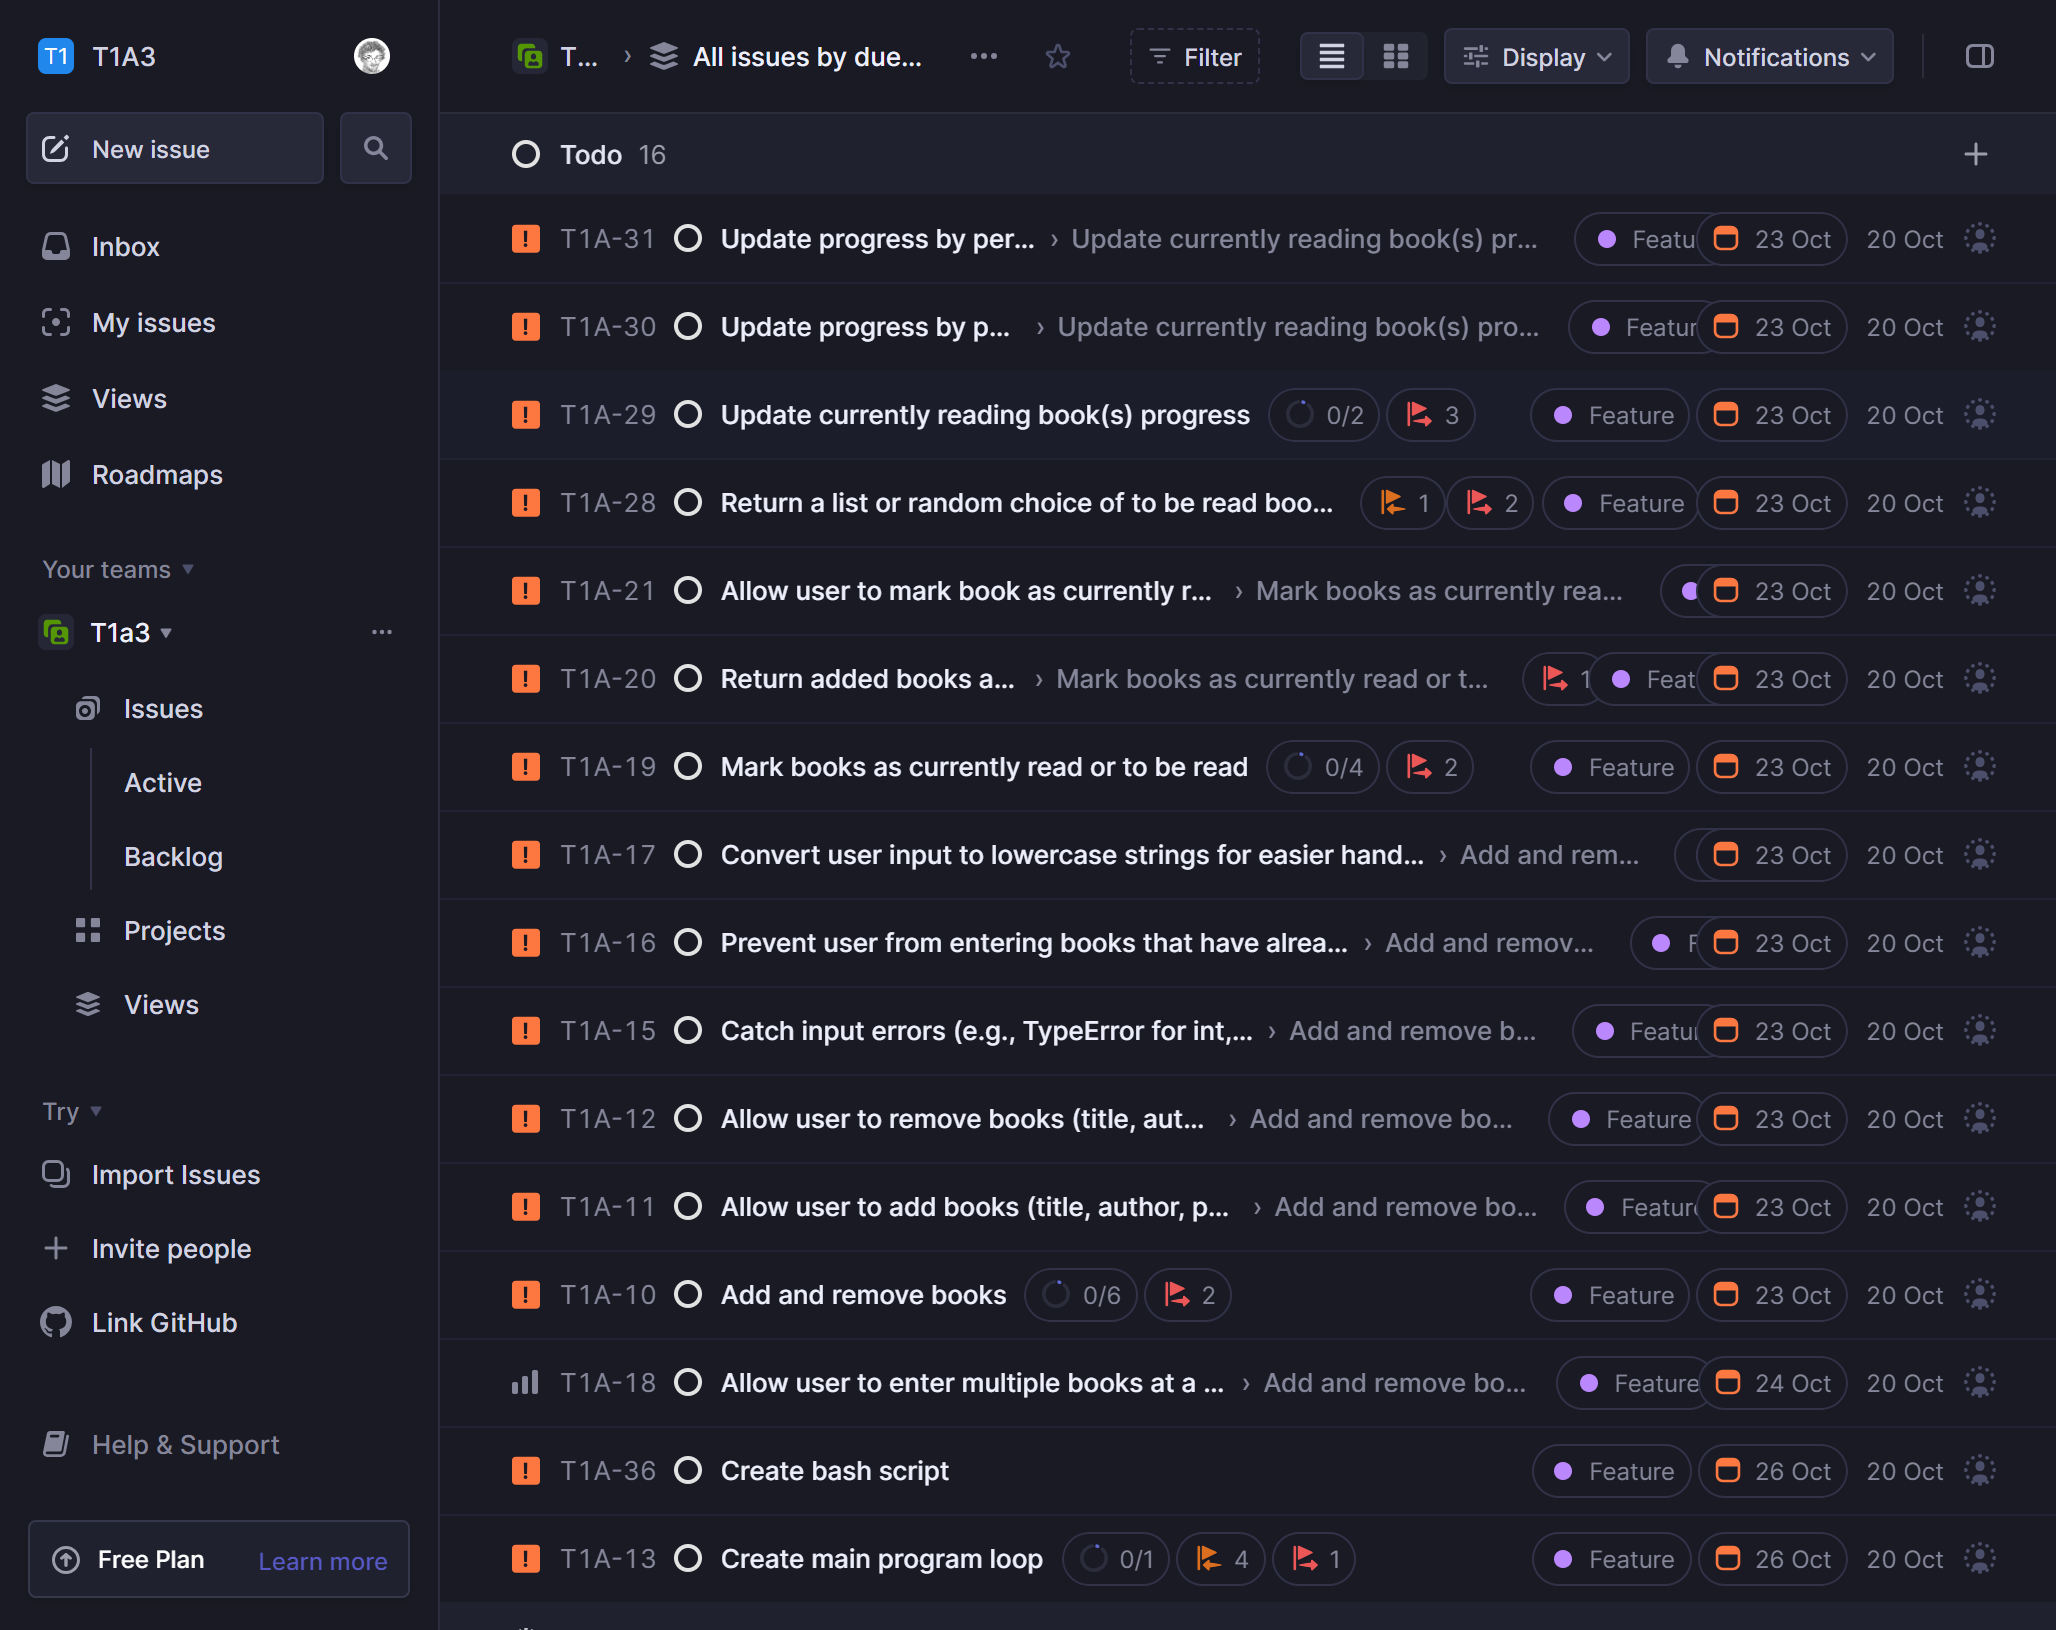 T1 T1A3
New issue
Inbox
My issues
Views
Roadmaps
Your teams
T1a3
Issues
Active
Backlog
Projects
Views
Try
Import Issues
Invite people
Link GitHub
Help & Support
Free Plan Learn more
T... › All issues by due... Filter Display Notifications
Todo 16
T1A-31 Update progress by per... › Update currently reading book(s) pr... Featu 23 Oct 20 Oct
T1A-30 Update progress by p... › Update currently reading book(s) pro... Featur 23 Oct 20 Oct
T1A-29 Update currently reading book(s) progress 0/2 3 Feature 23 Oct 20 Oct
T1A-28 Return a list or random choice of to be read boo... 1 2 Feature 23 Oct 20 Oct
T1A-21 Allow user to mark book as currently r... › Mark books as currently rea... 23 Oct 20 Oct
T1A-20 Return added books a... › Mark books as currently read or t... 1 Feat 23 Oct 20 Oct
T1A-19 Mark books as currently read or to be read 0/4 2 Feature 23 Oct 20 Oct
T1A-17 Convert user input to lowercase strings for easier hand... › Add and rem... 23 Oct 20 Oct
T1A-16 Prevent user from entering books that have alrea... › Add and remov... F 23 Oct 20 Oct
T1A-15 Catch input errors (e.g., TypeError for int,... › Add and remove b... Featu 23 Oct 20 Oct
T1A-12 Allow user to remove books (title, aut... › Add and remove bo... Feature 23 Oct 20 Oct
T1A-11 Allow user to add books (title, author, p... › Add and remove bo... Featur 23 Oct 20 Oct
T1A-10 Add and remove books 0/6 2 Feature 23 Oct 20 Oct
T1A-18 Allow user to enter multiple books at a ... › Add and remove bo... Feature 24 Oct 20 Oct
T1A-36 Create bash script Feature 26 Oct 20 Oct
T1A-13 Create main program loop 0/1 4 1 Feature 26 Oct 20 Oct